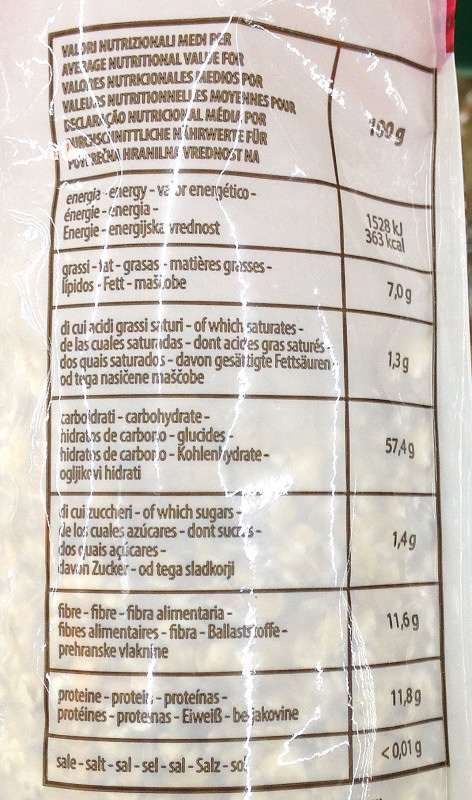 VALORI NUTRIZIONALI MEDI PER
AVERAGE NUTRITIONAL VALUE FOR
VALORES NUTRICIONALES MEDIOS POR
VALEURS NUTRITIONNELLES MOYENNES POUR
DECLARAÇÃO NUTRICIONAL MÉDIA POR
DURCHSCHNITTLICHE NÄHRWERTE FÜR
POVPREČNA HRANILNA VREDNOST NA
100 g
energia - energy - valor energético -
énergie - energia -
Energie - energijska vrednost
1528 kJ
363 kcal
grassi - fat - grasas - matières grasses -
lípidos - Fett - maščobe
7,0 g
di cui acidi grassi saturi - of which saturates -
de las cuales saturadas - dont acides gras saturés -
dos quais saturados - davon gesättigte Fettsäuren -
od tega nasičene maščobe
1,3 g
carboidrati - carbohydrate -
hidratos de carbono - glucides -
hidratos de carbono - Kohlenhydrate -
ogljikovi hidrati
57,4 g
di cui zuccheri - of which sugars -
de los cuales azúcares - dont sucres -
dos quais açúcares -
davon Zucker - od tega sladkorji
1,4 g
fibre - fibre - fibra alimentaria -
fibres alimentaires - fibra - Ballaststoffe -
prehranske vlaknine
11,6 g
proteine - protein - proteínas -
protéines - proteínas - Eiweiß - beljakovine
11,8 g
sale - salt - sal - sel - sal - Salz - sol
< 0,01 g